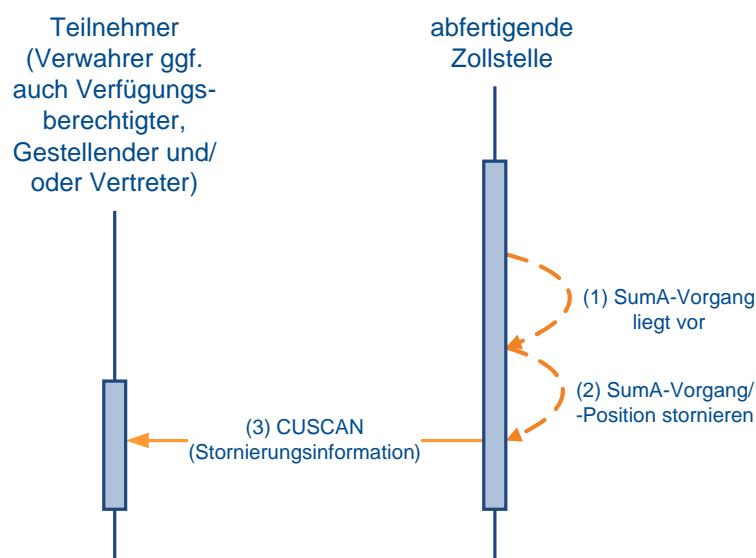 Teilnehmer
(Verwahrer ggf.
auch Verfügungs-
berechtigter,
Gestellender und/
oder Vertreter)
abfertigende
Zollstelle
(1) SumA-Vorgang
liegt vor
(2) SumA-Vorgang/
-Position stornieren
(3) CUSCAN
(Stornierungsinformation)